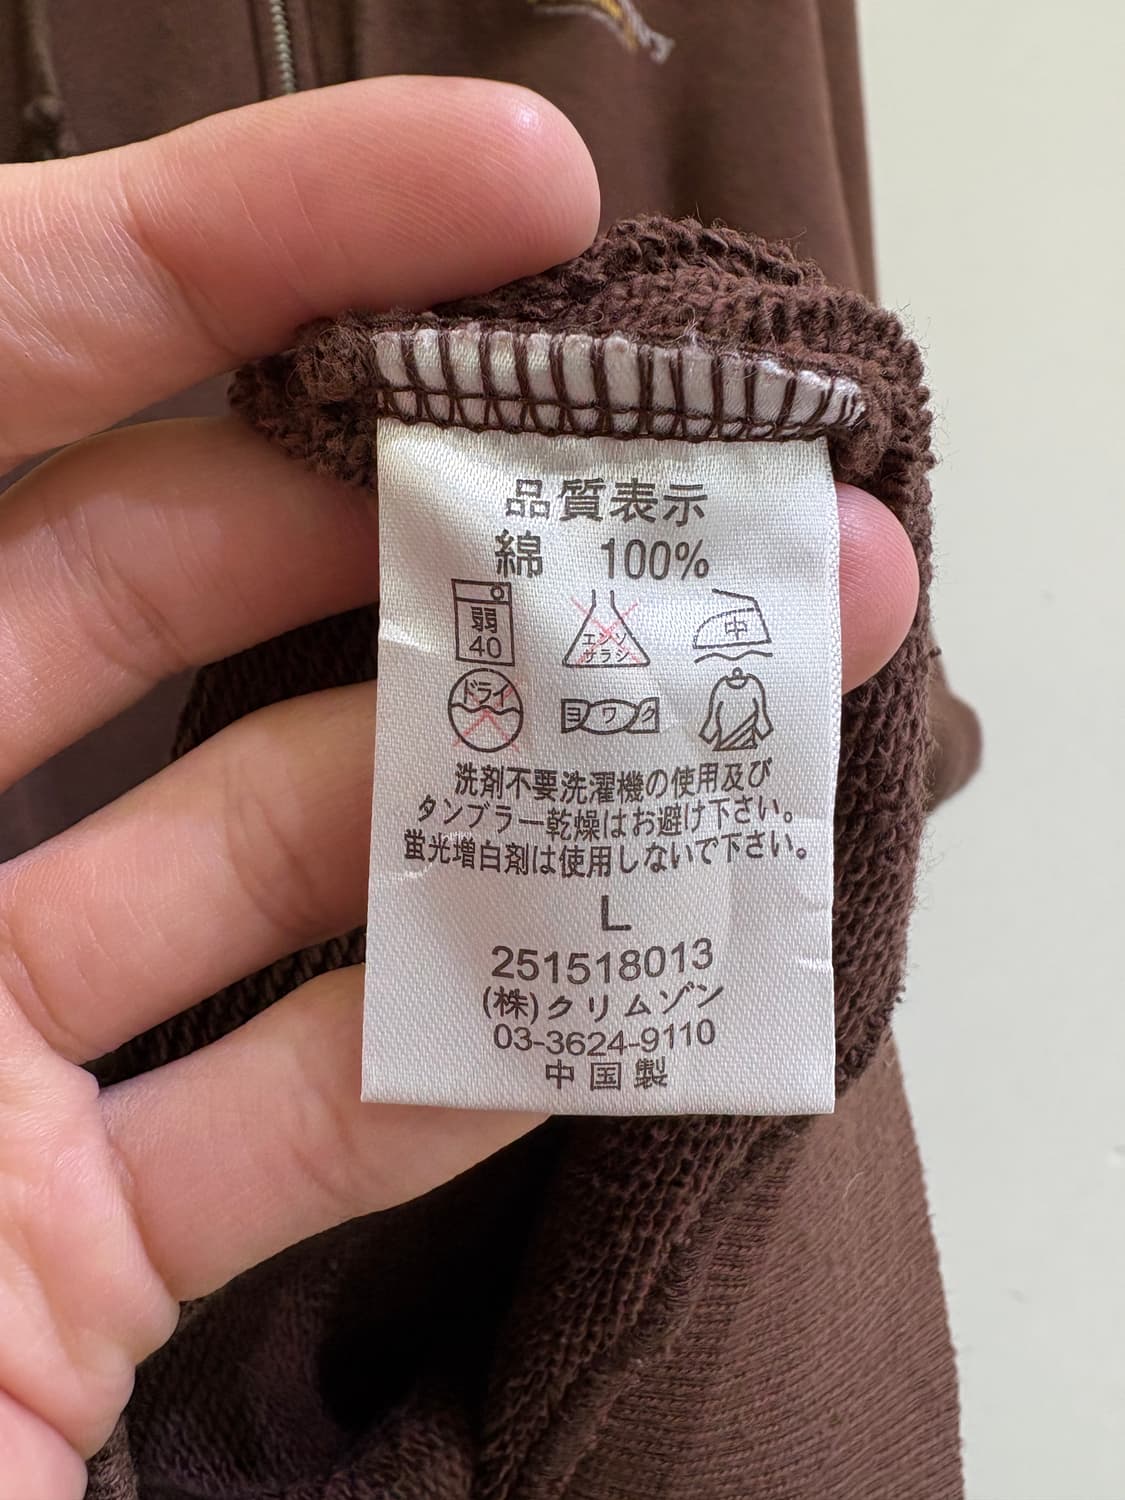 品質表示
綿 100%
弱 40 エンソ サラシ 中
ドライ ヨワク
洗剤不要洗濯機の使用及び
タンブラー乾燥はお避け下さい。
蛍光増白剤は使用しないで下さい。
L
251518013
(株)クリムゾン
03-3624-9110
中国製